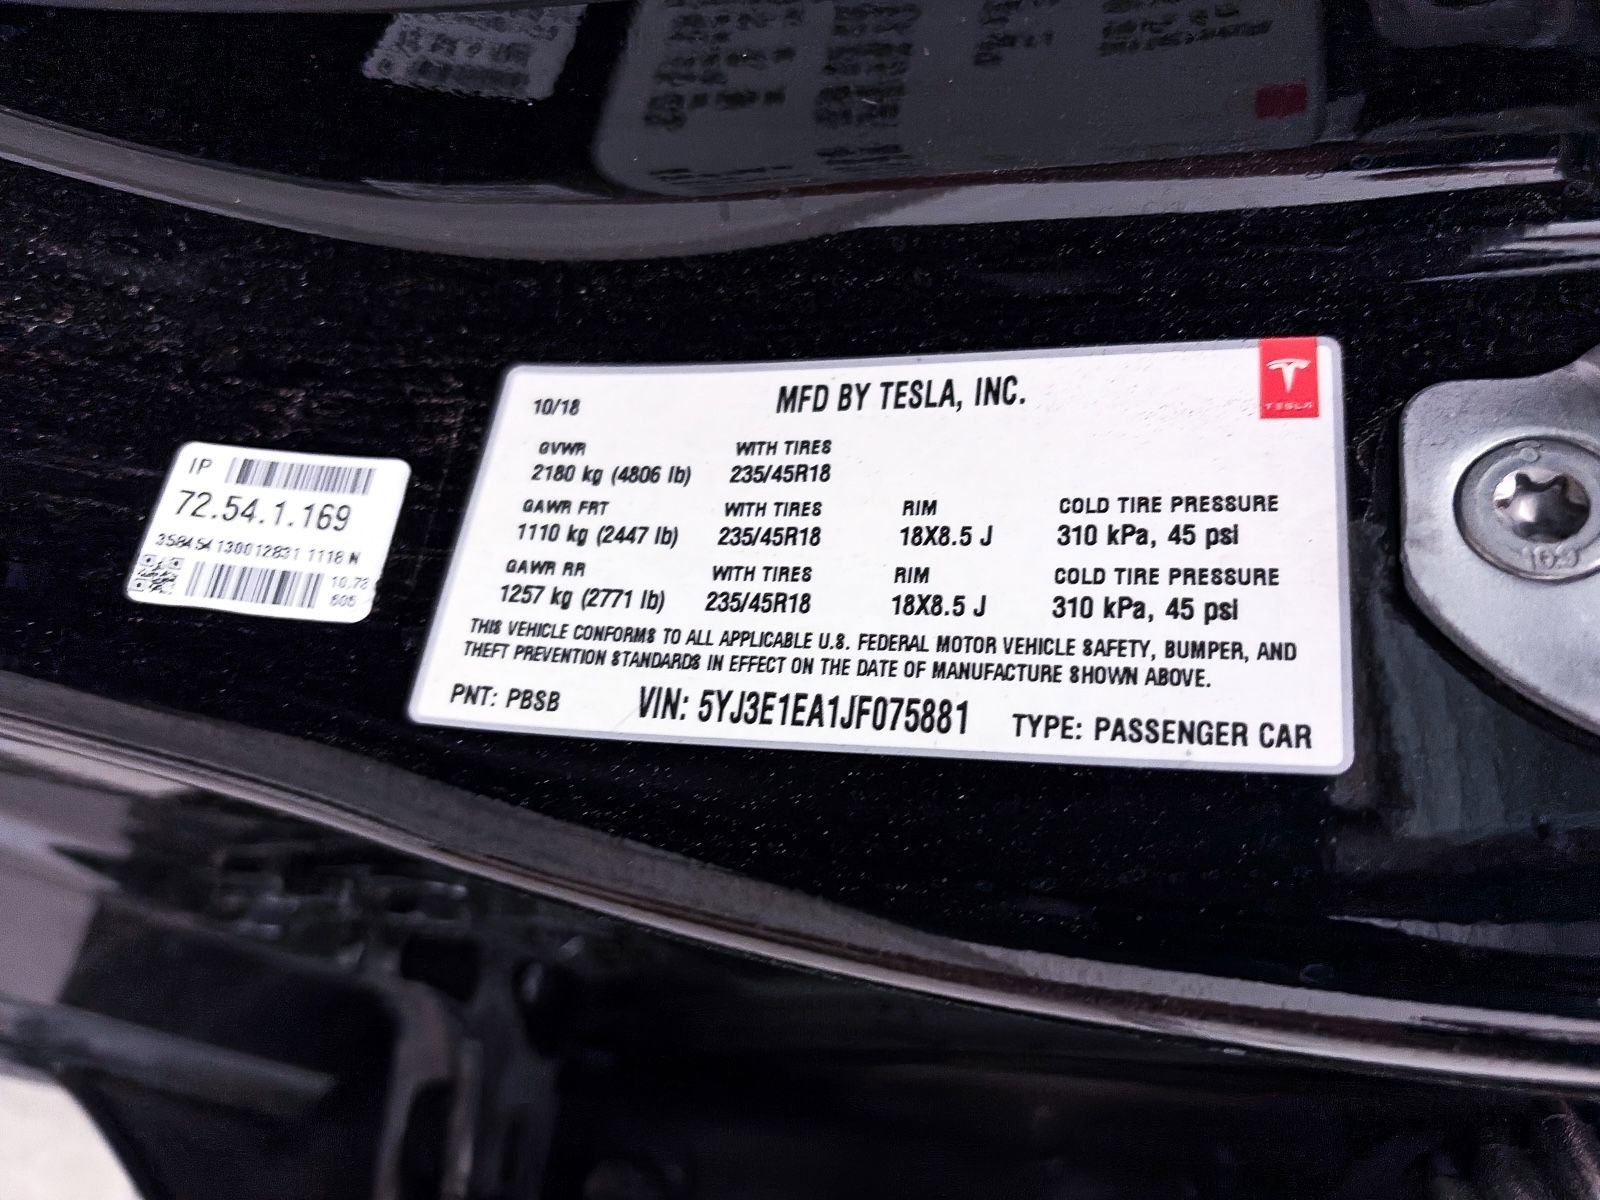 10/18
MFD BY TESLA, INC.
TESLA
GVWR WITH TIRES
2180 kg (4806 lb) 235/45R18
GAWR FRT WITH TIRES RIM COLD TIRE PRESSURE
1110 kg (2447 lb) 235/45R18 18X8.5 J 310 kPa, 45 psi
GAWR RR WITH TIRES RIM COLD TIRE PRESSURE
1257 kg (2771 lb) 235/45R18 18X8.5 J 310 kPa, 45 psi
THIS VEHICLE CONFORMS TO ALL APPLICABLE U.S. FEDERAL MOTOR VEHICLE SAFETY, BUMPER, AND
THEFT PREVENTION STANDARDS IN EFFECT ON THE DATE OF MANUFACTURE SHOWN ABOVE.
PNT: PBSB VIN: 5YJ3E1EA1JF075881 TYPE: PASSENGER CAR
IP
72.54.1.169
358454 130012831 1118 N
169